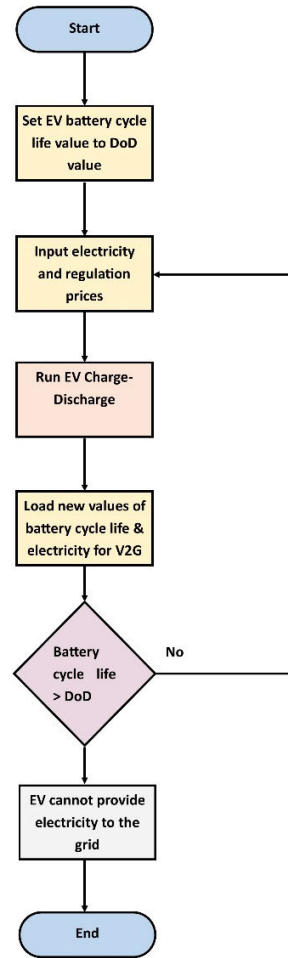 Start
Set EV battery cycle
life value to DoD
value
Input electricity
and regulation
prices
Run EV Charge-
Discharge
Load new values of
battery cycle life &
electricity for V2G
Battery
cycle life
> DoD
No
EV cannot provide
electricity to the
grid
End